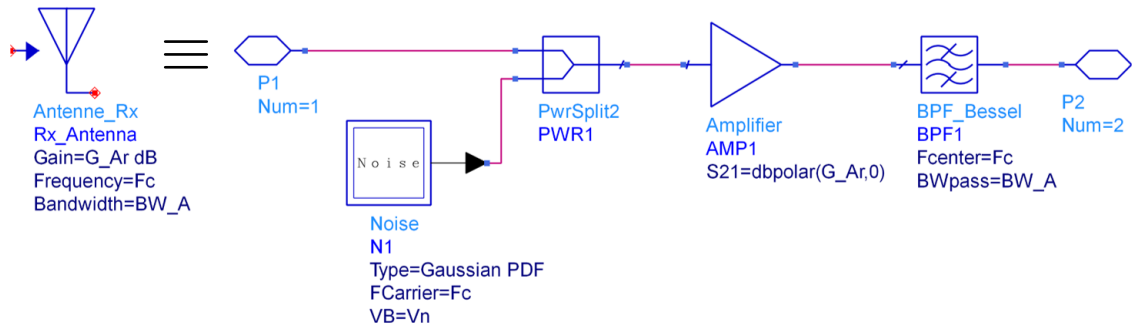 Antenne_Rx
Rx_Antenna
Gain=G_Ar dB
Frequency=Fc
Bandwidth=BW_A
P1
Num=1
Noise
Noise
N1
Type=Gaussian PDF
FCarrier=Fc
VB=Vn
PwrSplit2
PWR1
Amplifier
AMP1
S21=dbpolar(G_Ar,0)
BPF_Bessel
BPF1
Fcenter=Fc
BWpass=BW_A
P2
Num=2